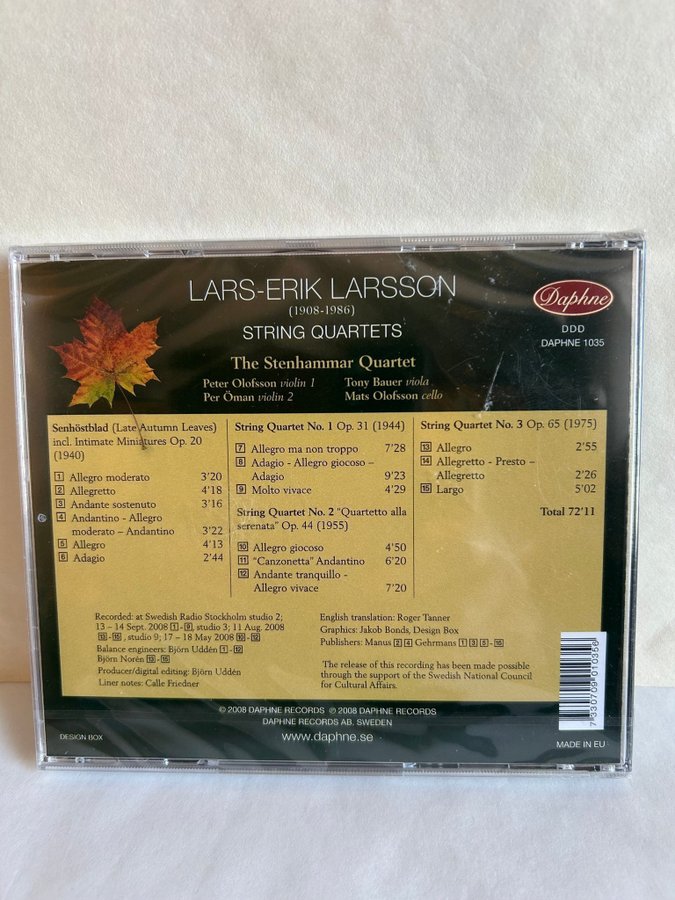 LARS-ERIK LARSSON
(1908-1986)
STRING QUARTETS
Daphne
DDD
DAPHNE 1035
The Stenhammar Quartet
Peter Olofsson violin 1
Per Öman violin 2
Tony Bauer viola
Mats Olofsson cello
Senhöstblad (Late Autumn Leaves)
incl. Intimate Miniatures Op. 20
(1940)
1 Allegro moderato 3'20
2 Allegretto 4'18
3 Andante sostenuto 3'16
4 Andantino - Allegro
moderato – Andantino 3'22
5 Allegro 4'13
6 Adagio 2'44
String Quartet No. 1 Op. 31 (1944)
7 Allegro ma non troppo 7'28
8 Adagio - Allegro giocoso –
Adagio 9'23
9 Molto vivace 4'29
String Quartet No. 2 "Quartetto alla
serenata" Op. 44 (1955)
10 Allegro giocoso 4'50
11 "Canzonetta" Andantino 6'20
12 Andante tranquillo -
Allegro vivace 7'20
String Quartet No. 3 Op. 65 (1975)
13 Allegro 2'55
14 Allegretto - Presto –
Allegretto 2'26
15 Largo 5'02
Total 72'11
Recorded: at Swedish Radio Stockholm studio 2;
13 – 14 Sept. 2008 1 - 9, studio 3; 11 Aug. 2008
13 - 15, studio 9; 17 – 18 May 2008 10 - 12
Balance engineers: Björn Uddén 1 - 12
Björn Norén 13 - 15
Producer/digital editing: Björn Uddén
Liner notes: Calle Friedner
English translation: Roger Tanner
Graphics: Jakob Bonds, Design Box
Publishers: Manus 2 4 Gehrmans 1 3 5 - 15
The release of this recording has been made possible
through the support of the Swedish National Council
for Cultural Affairs.
7 330709 010356
© 2008 DAPHNE RECORDS ℗ 2008 DAPHNE RECORDS
DAPHNE RECORDS AB, SWEDEN
www.daphne.se
DESIGN BOX
MADE IN EU